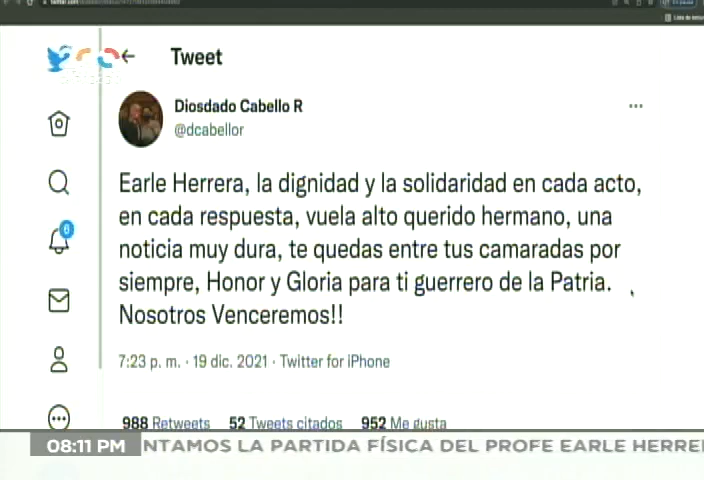 Tweet
Diosdado Cabello R
@dcabellor
Earle Herrera, la dignidad y la solidaridad en cada acto,
en cada respuesta, vuela alto querido hermano, una
noticia muy dura, te quedas entre tus camaradas por
siempre, Honor y Gloria para ti guerrero de la Patria.
Nosotros Venceremos!!
6
7:23 p. m. · 19 dic. 2021 · Twitter for iPhone
988 Retweets 52 Tweets citados 952 Me gusta
08:11 PM NTAMOS LA PARTIDA FÍSICA DEL PROFE EARLE HERRE